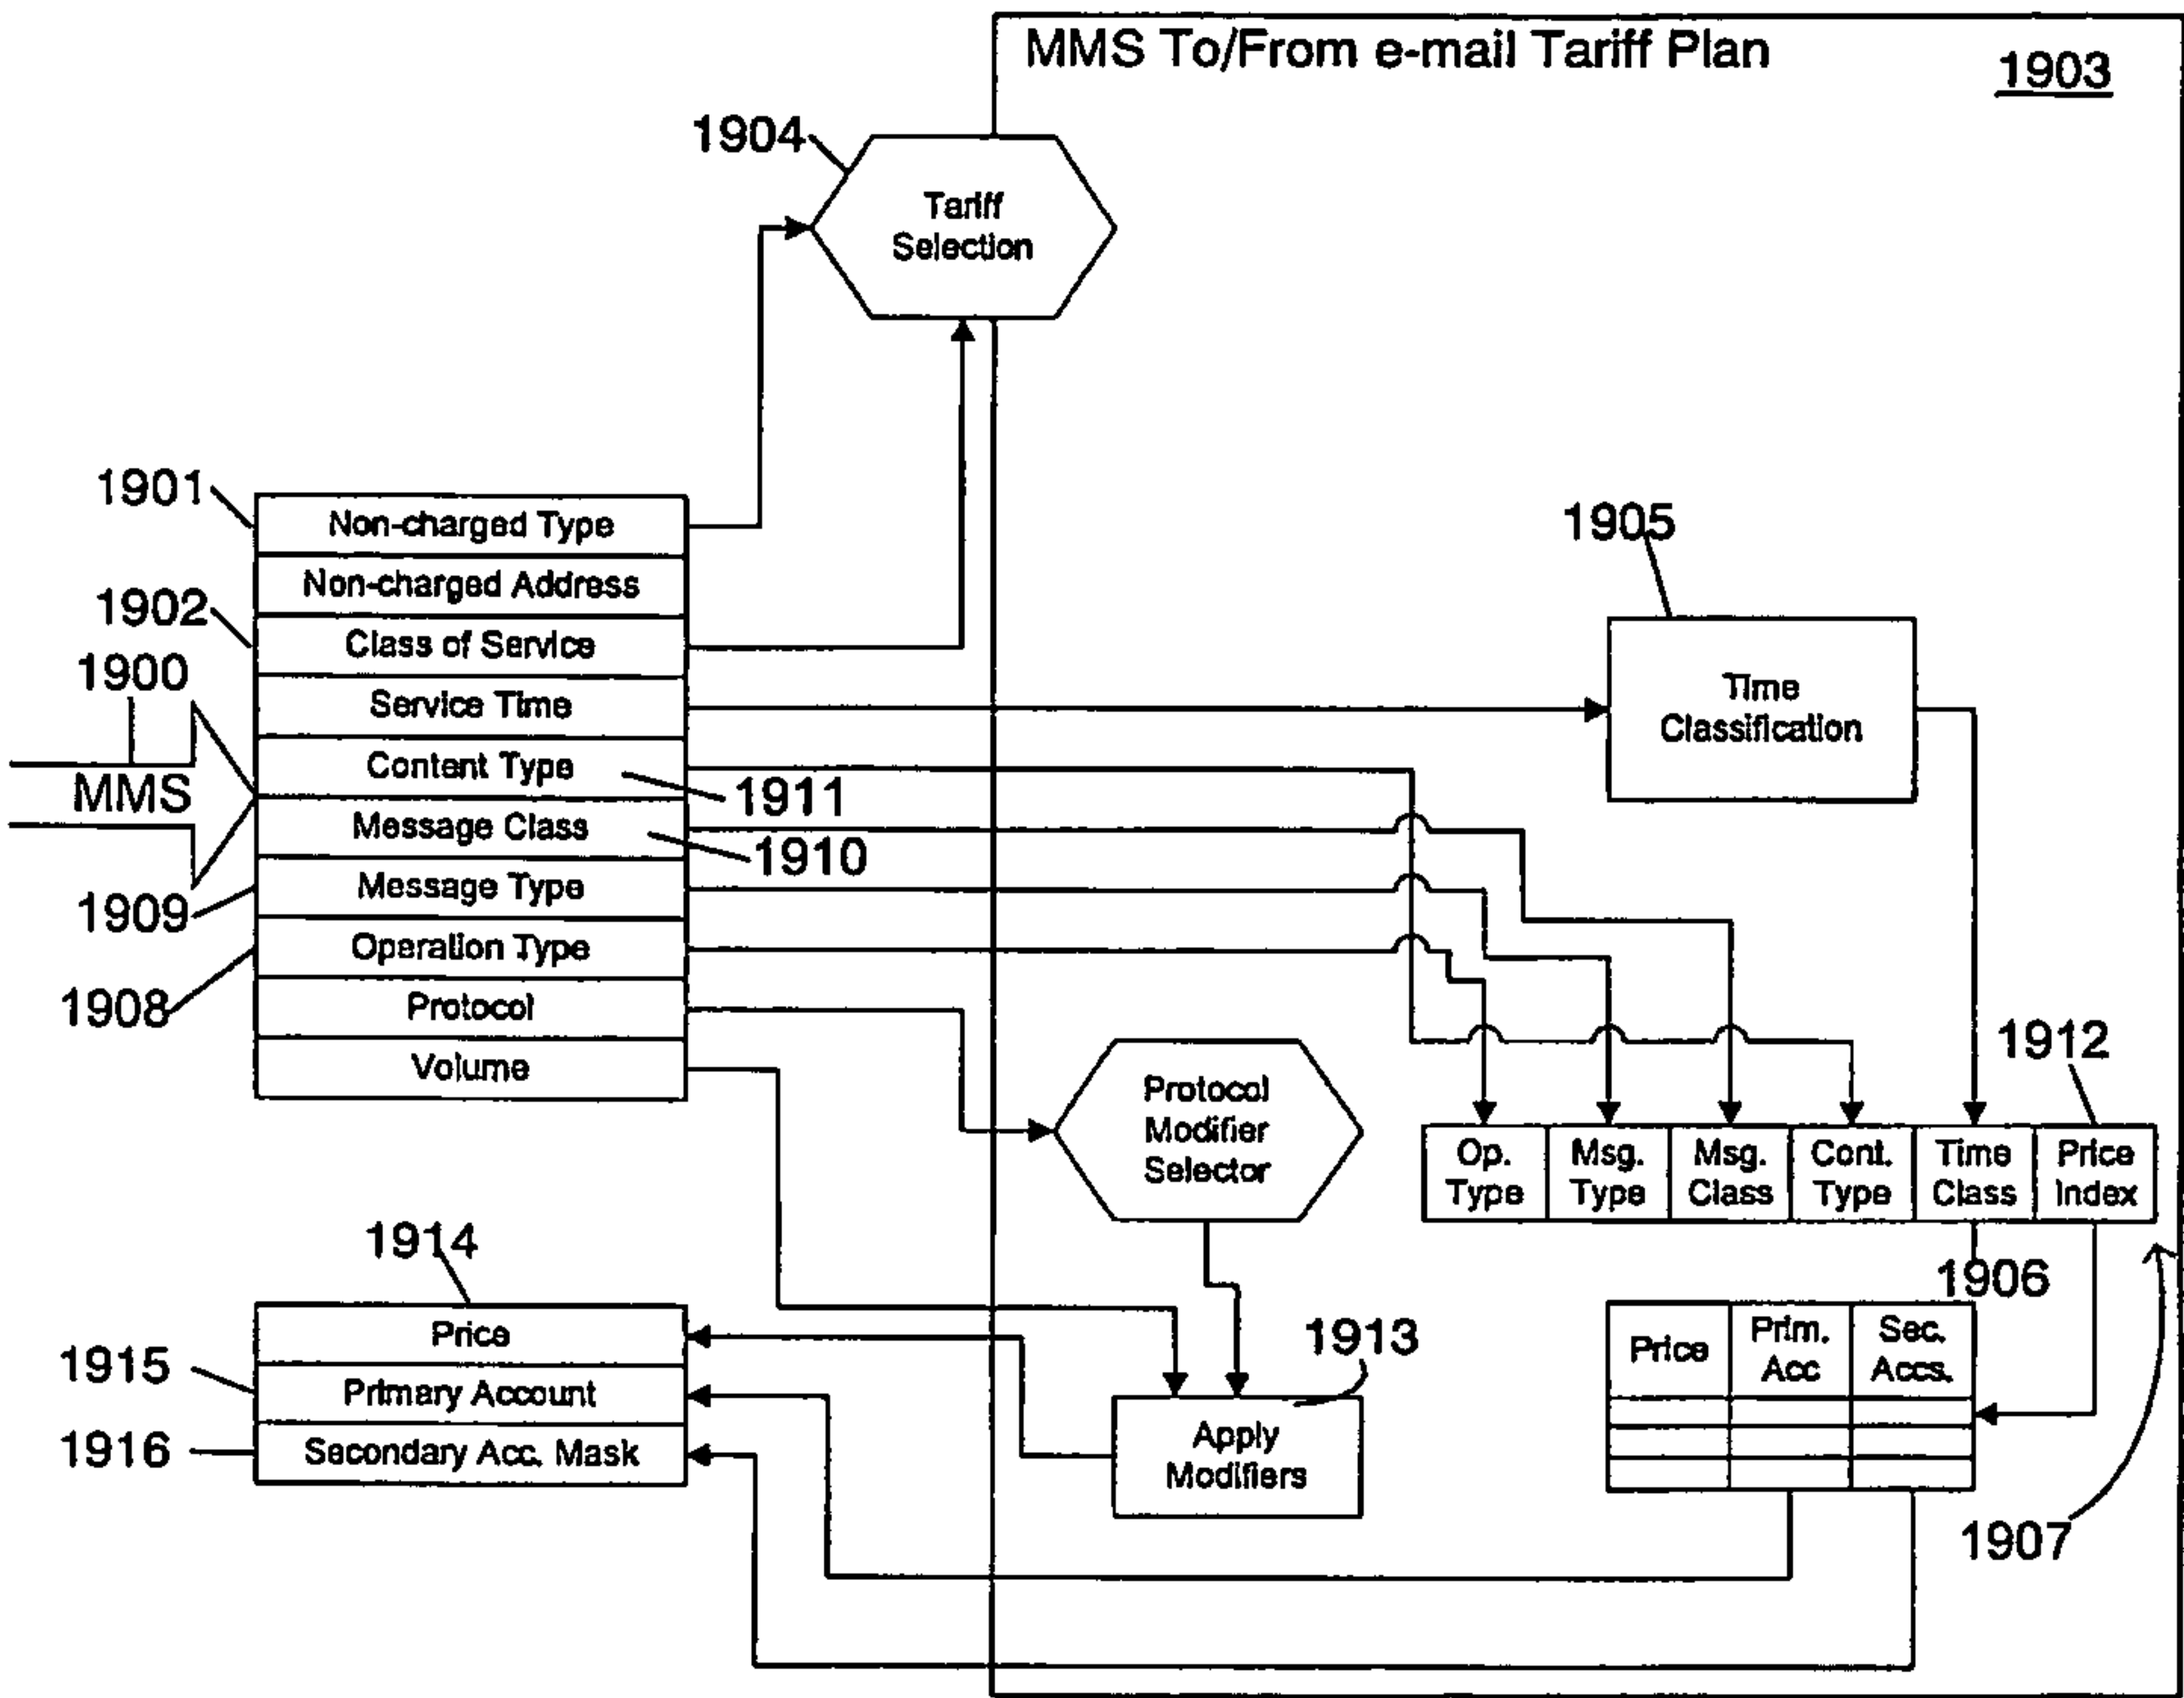 MMS To/From e-mail Tariff Plan
1903
1904
Tariff
Selection
1901
Non-charged Type
Non-charged Address
1902
Class of Service
1900
Service Time
MMS
Content Type
1911
Message Class
1910
1909
Message Type
Operation Type
1908
Protocol
Volume
1905
Time
Classification
Protocol
Modifier
Selector
1912
Op.
Type
Msg.
Type
Msg.
Class
Cont.
Type
Time
Class
Price
Index
1906
1907
1914
Price
1915
Primary Account
1916
Secondary Acc. Mask
1913
Apply
Modifiers
Price
Prim.
Acc
Sec.
Accs.